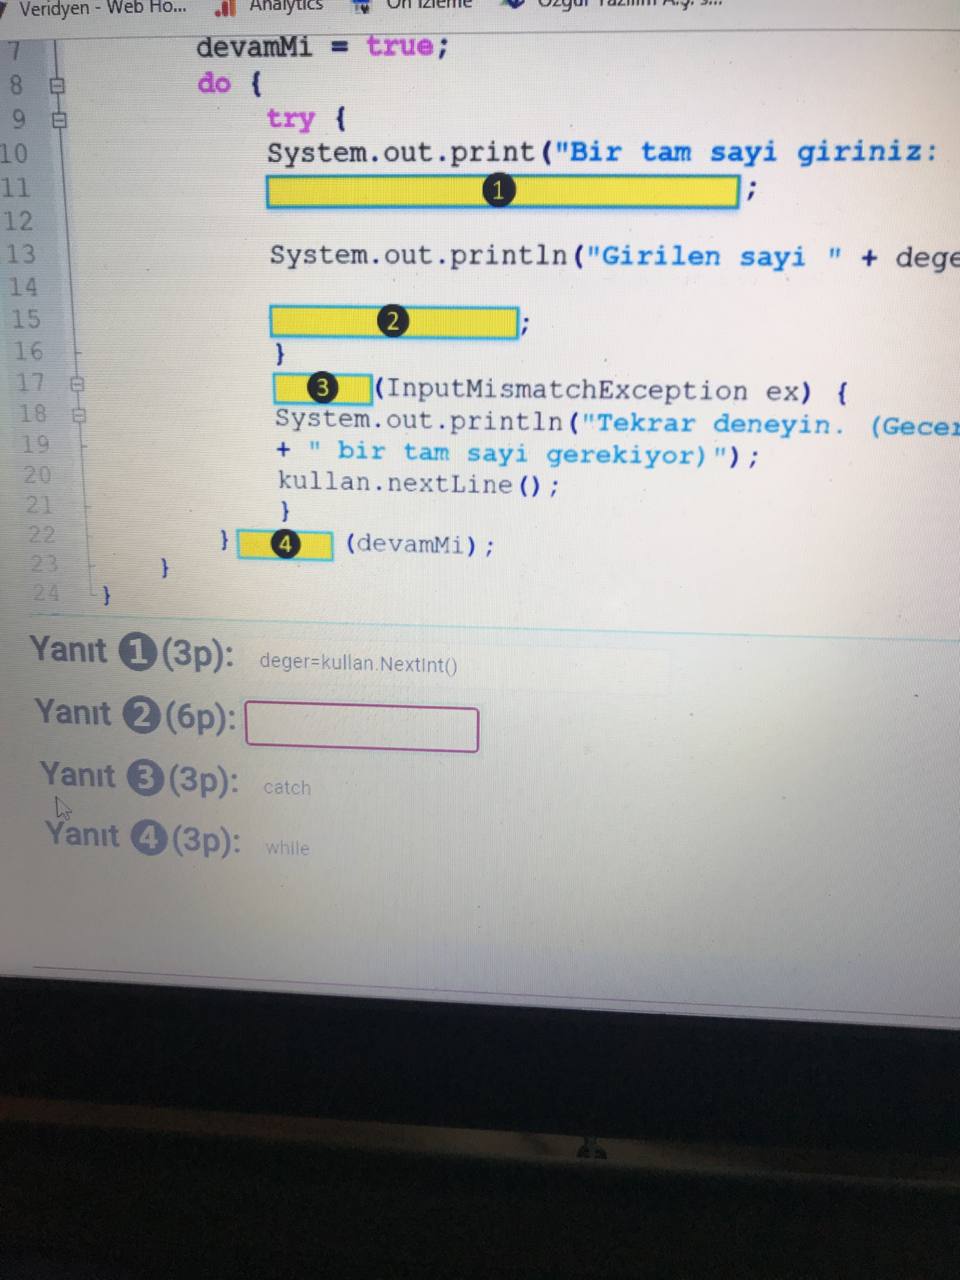 Veridyen - Web Ho...
Analytics
Ön İzleme
Özgür Yazılım A.Ş. s...
7 devamMi = true;
8 do {
9 try {
10 System.out.print("Bir tam sayi giriniz:
11 1 ;
12
13 System.out.println("Girilen sayi " + dege
14
15 2 ;
16 }
17 3 (InputMismatchException ex) {
18 System.out.println("Tekrar deneyin. (Gecer
19 + " bir tam sayi gerekiyor)");
20 kullan.nextLine();
21 }
22 } 4 (devamMi);
23 }
24 }
Yanıt 1 (3p): deger=kullan.NextInt()
Yanıt 2 (6p):
Yanıt 3 (3p): catch
Yanıt 4 (3p): while